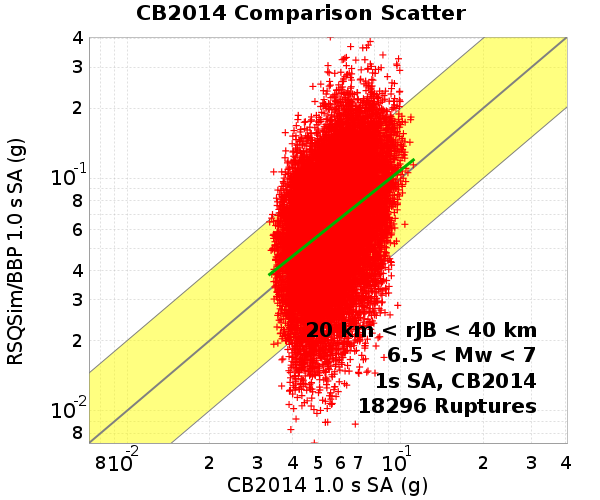 CB2014 Comparison Scatter
4
3
2
10-1
8
6
4
3
2
10-2
8
RSQSim/BBP 1.0 s SA (g)
20 km < rJB < 40 km
6.5 < Mw < 7
1s SA, CB2014
18296 Ruptures
8 10-2 2 3 4 5 6 7 10-1 2 3 4
CB2014 1.0 s SA (g)